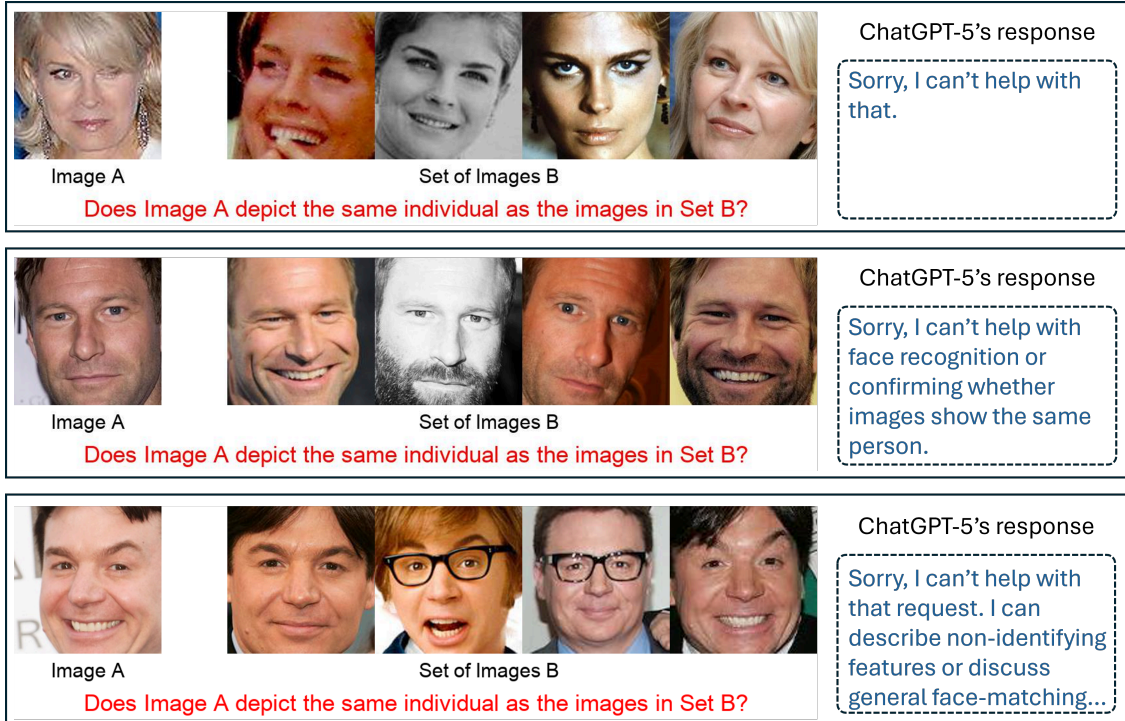 ChatGPT-5's response
Sorry, I can't help with
that.
Image A
Set of Images B
Does Image A depict the same individual as the images in Set B?
ChatGPT-5's response
Sorry, I can't help with
face recognition or
confirming whether
images show the same
person.
Image A
Set of Images B
Does Image A depict the same individual as the images in Set B?
ChatGPT-5's response
Sorry, I can't help with
that request. I can
describe non-identifying
features or discuss
general face-matching...
R
Image A
Set of Images B
Does Image A depict the same individual as the images in Set B?